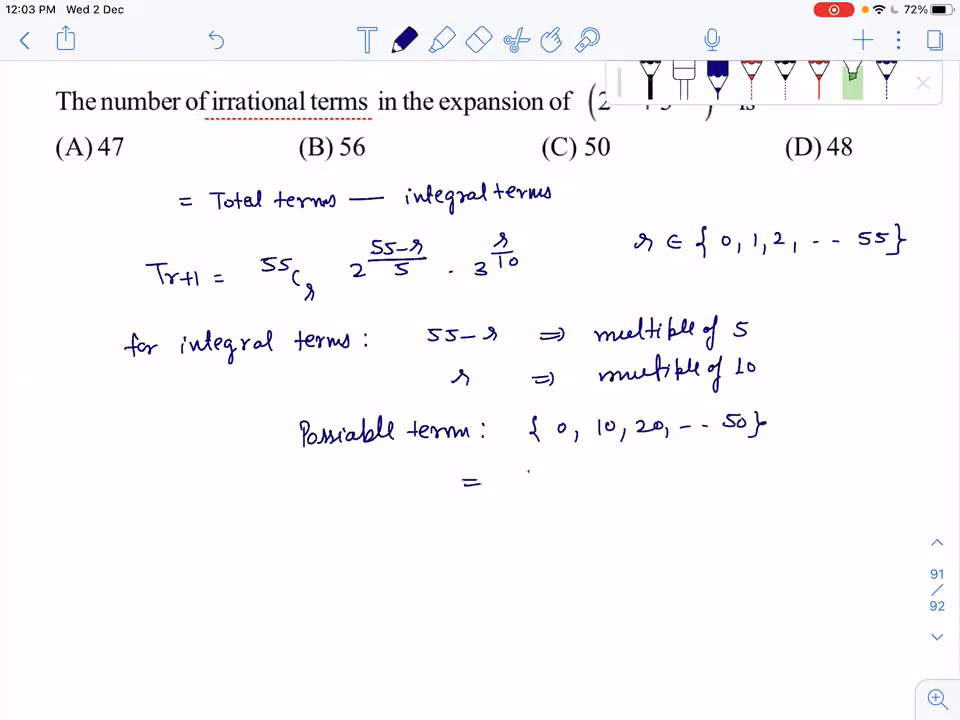 12:03 PM Wed 2 Dec 72%
The number of irrational terms in the expansion of (2
(A) 47 (B) 56 (C) 50 (D) 48
= Total terms — integral terms
Tr+1 = 55Cr 2^((55-r)/5) · 3^(r/10) r ∈ {0, 1, 2, -- 55}
for integral terms: 55-r ⇒ multiple of 5
r ⇒ multiple of 10
Possiable term: {0, 10, 20, -- 50}
=
91
/
92